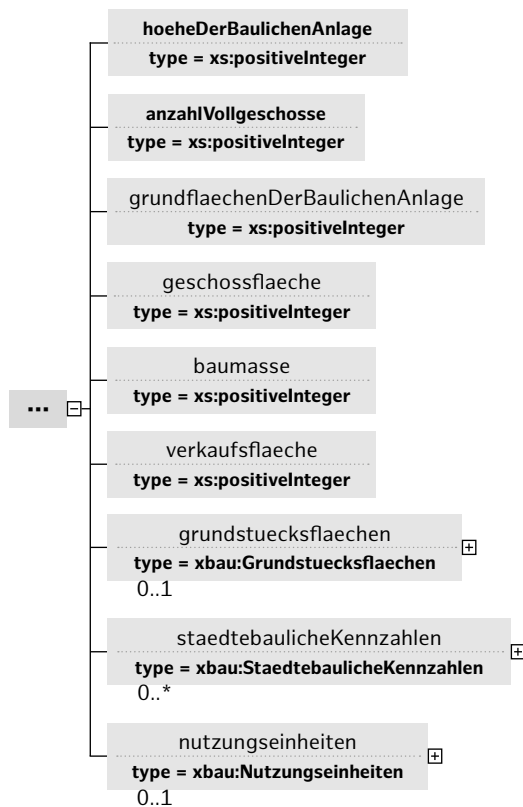 hoeheDerBaulichenAnlage
type = xs:positiveInteger
anzahlVollgeschosse
type = xs:positiveInteger
grundflaechenDerBaulichenAnlage
type = xs:positiveInteger
geschossflaeche
type = xs:positiveInteger
baumasse
type = xs:positiveInteger
...
verkaufsflaeche
type = xs:positiveInteger
grundstuecksflaechen
type = xbau:Grundstuecksflaechen
0..1
staedtebaulicheKennzahlen
type = xbau:StaedtebaulicheKennzahlen
0..*
nutzungseinheiten
type = xbau:Nutzungseinheiten
0..1